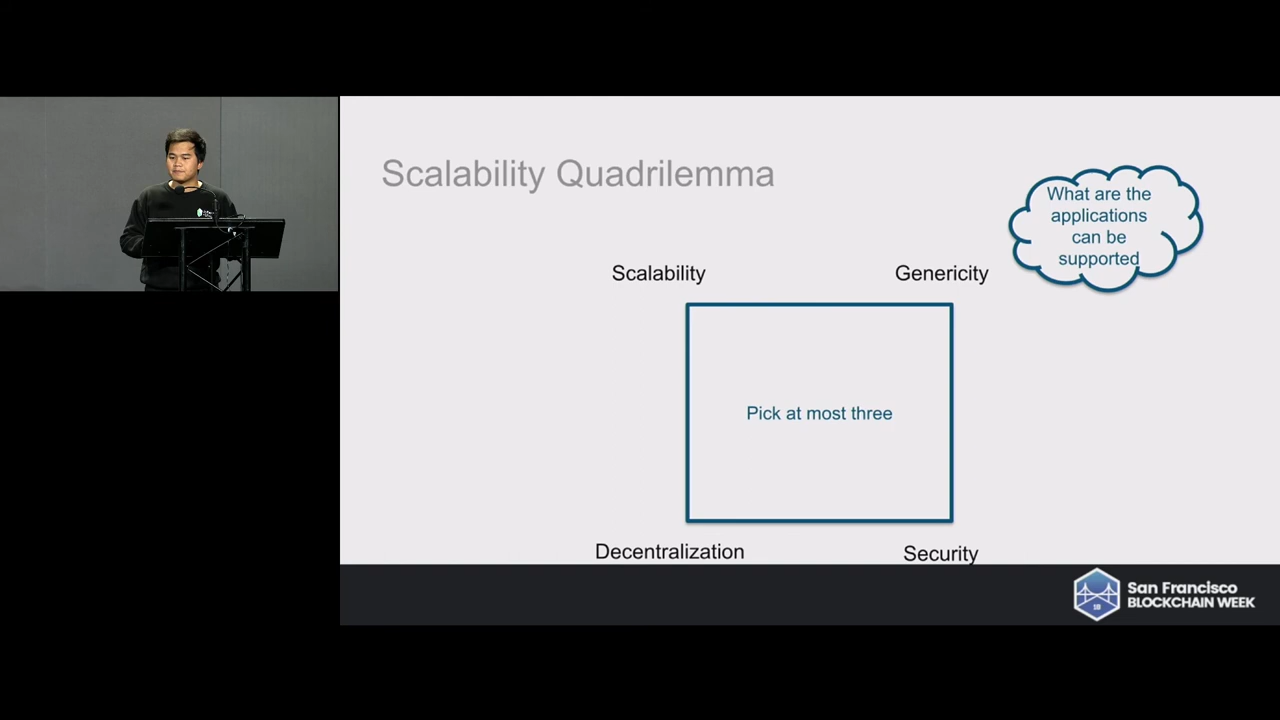 Scalability Quadrilemma
What are the
applications
can be
supported
Scalability
Genericity
Pick at most three
Decentralization
Security
San Francisco
BLOCKCHAIN WEEK